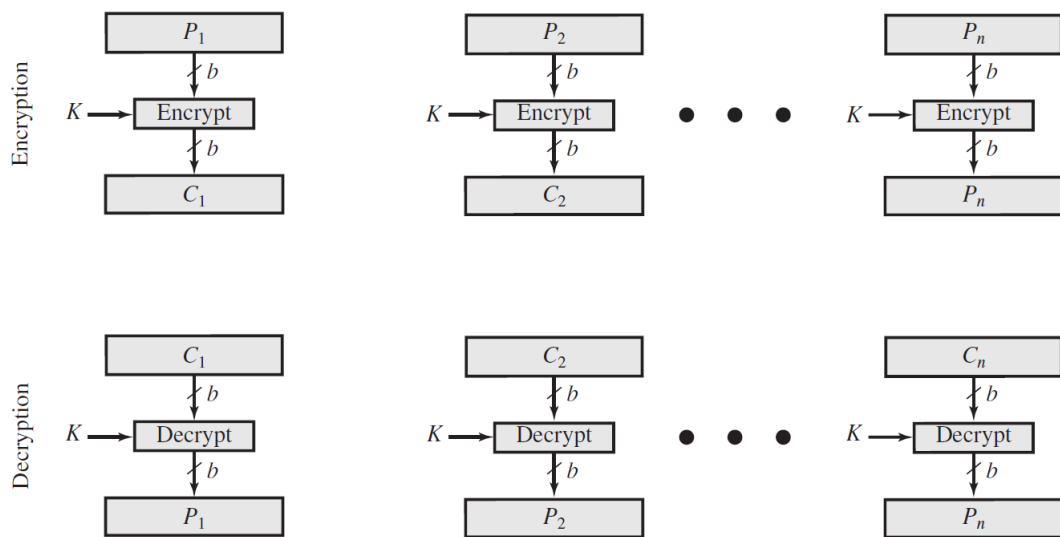 Encryption
P1 P2 Pn
b b b
K Encrypt K Encrypt K Encrypt
b b b
C1 C2 Pn
Decryption
C1 C2 Cn
b b b
K Decrypt K Decrypt K Decrypt
b b b
P1 P2 Pn